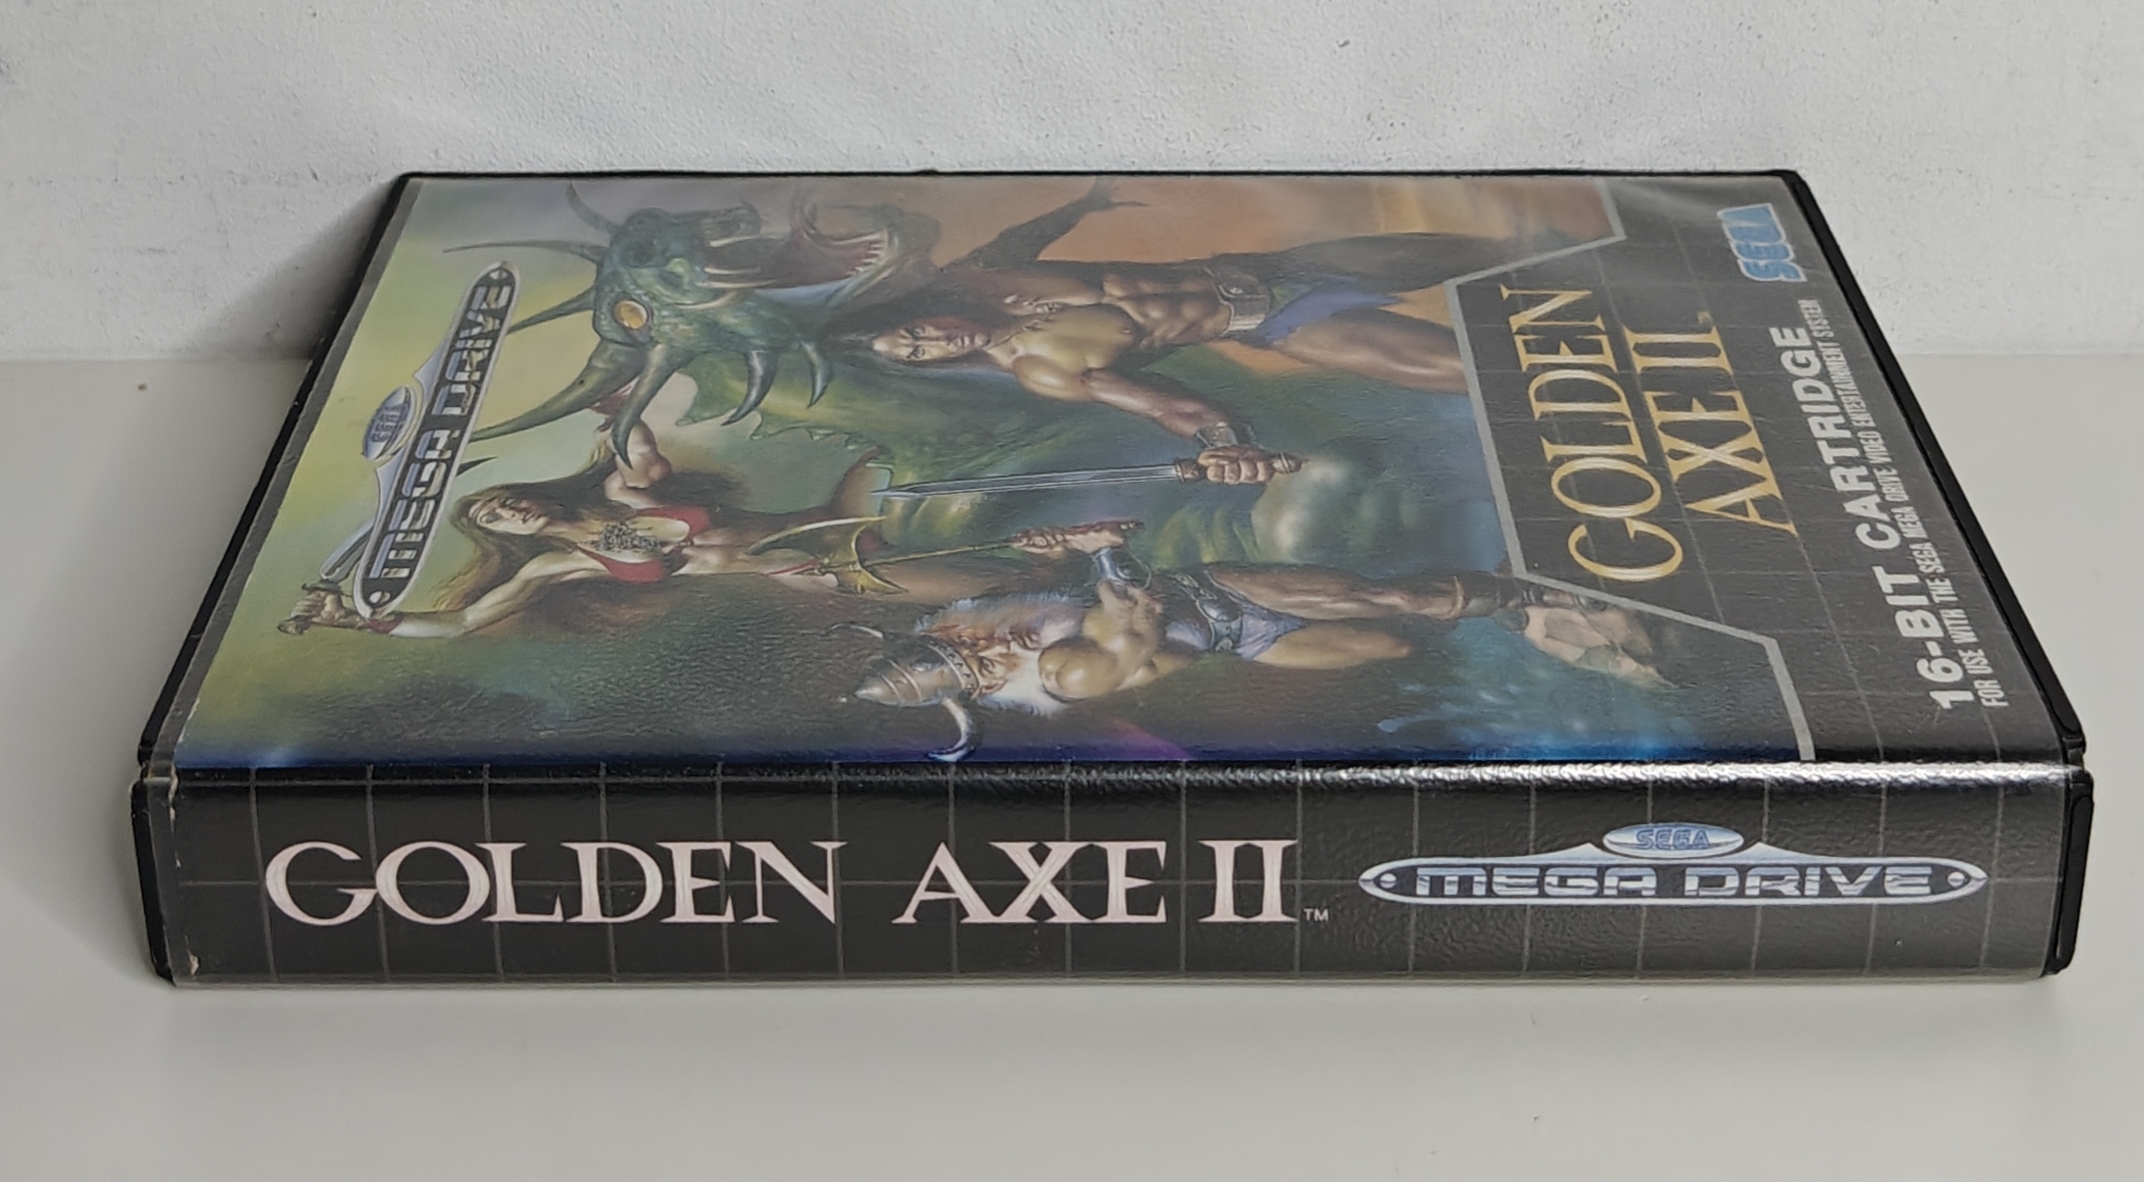 SEGA
MEGA DRIVE
GOLDEN
AXE II™
SEGA
16-BIT CARTRIDGE
FOR USE WITH THE SEGA MEGA DRIVE VIDEO ENTERTAINMENT SYSTEM
GOLDEN AXE II™
SEGA
MEGA DRIVE